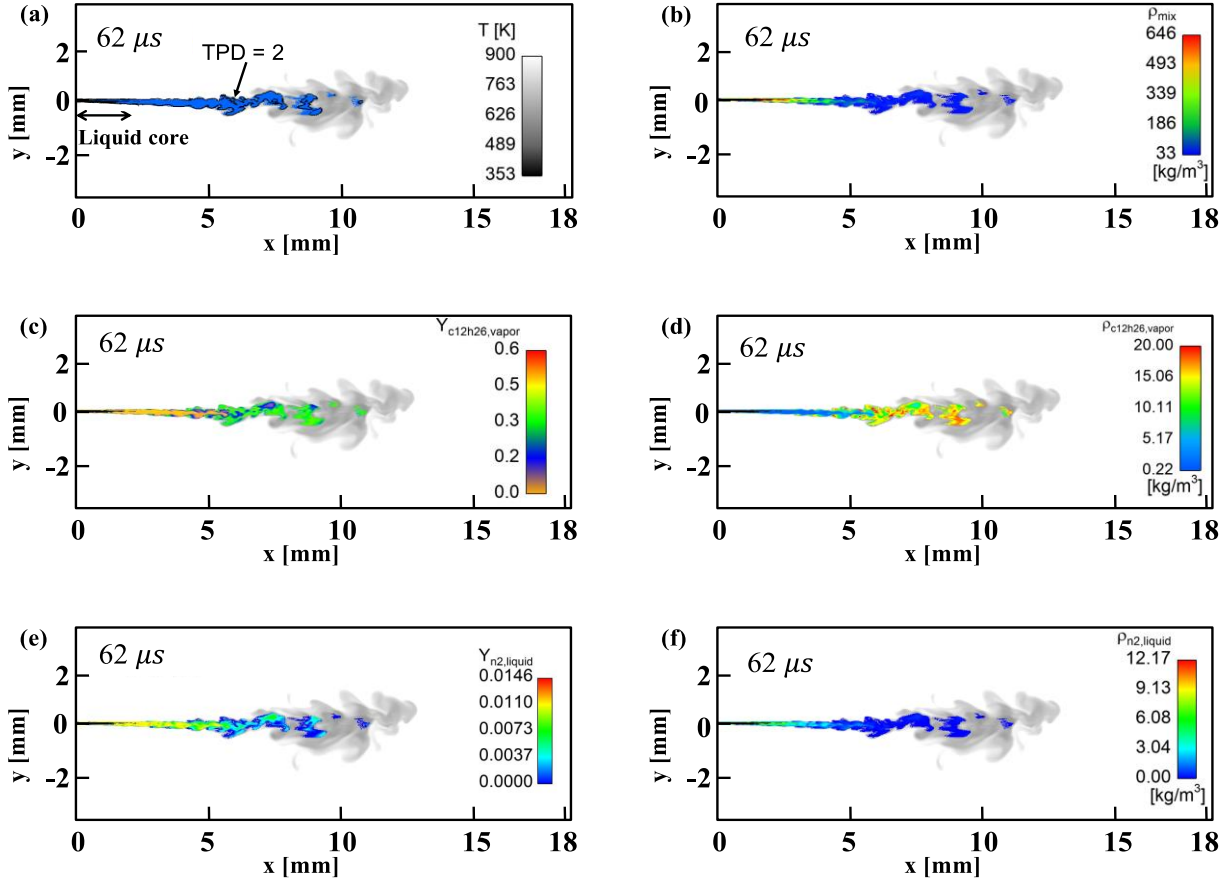 (a)
62 μs
TPD = 2
T [K]
900
763
626
489
353
Liquid core
2
0
-2
y [mm]
0
5
10
15
18
x [mm]
(b)
62 μs
ρmix
646
493
339
186
33
[kg/m³]
2
0
-2
y [mm]
0
5
10
15
18
x [mm]
(c)
62 μs
Yc12h26,vapor
0.6
0.5
0.3
0.2
0.0
2
0
-2
y [mm]
0
5
10
15
18
x [mm]
(d)
62 μs
ρc12h26,vapor
20.00
15.06
10.11
5.17
0.22
[kg/m³]
2
0
-2
y [mm]
0
5
10
15
18
x [mm]
(e)
62 μs
Yn2,liquid
0.0146
0.0110
0.0073
0.0037
0.0000
2
0
-2
y [mm]
0
5
10
15
18
x [mm]
(f)
62 μs
ρn2,liquid
12.17
9.13
6.08
3.04
0.00
[kg/m³]
2
0
-2
y [mm]
0
5
10
15
18
x [mm]